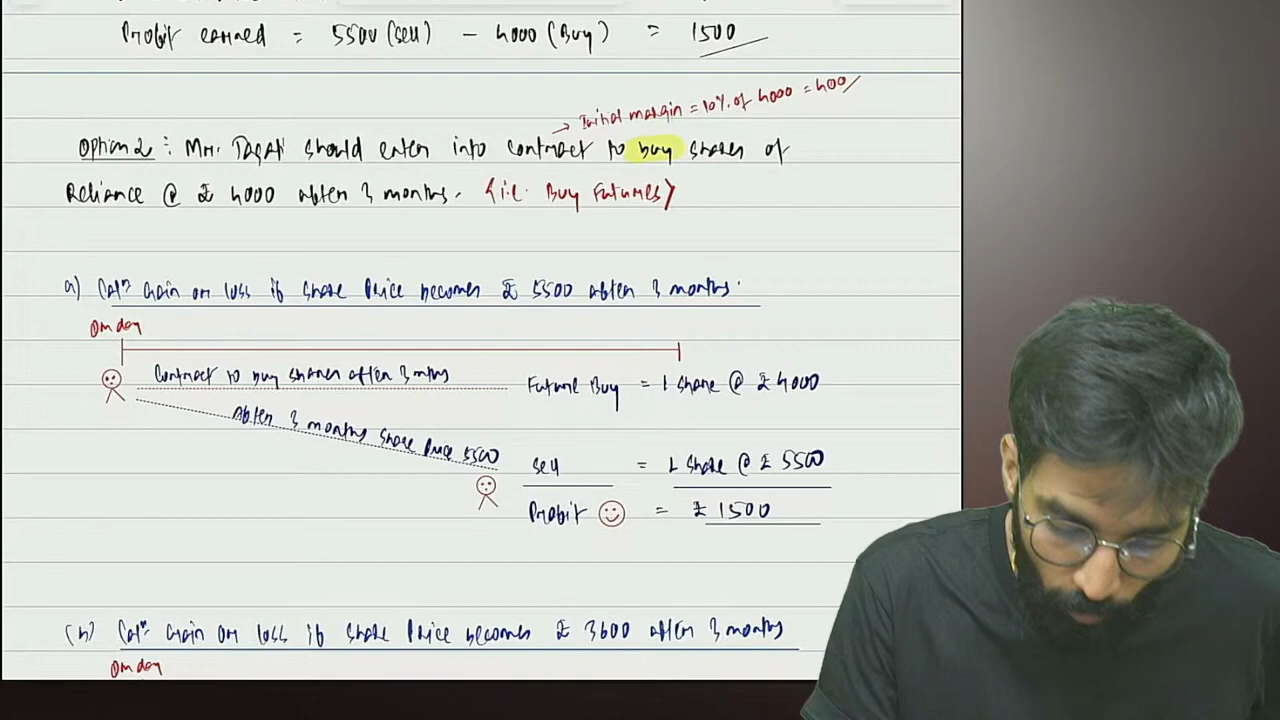 Profit earned = 5500 (sell) - 4000 (Buy) = 1500
→ Initial margin = 10% of 4000 = 400
Option 2 : Mr. should enter into contract to buy shares of
Reliance @ ₹ 4000 after 3 months. {i.e. Buy Futures}
a) Calⁿ Gain or loss if share Price becomes ₹ 5500 after 3 months.
On day
Contract to buy shares after 3 mths
Future Buy = 1 share @ ₹ 4000
After 3 months share price 5500
sell = 1 share @ ₹ 5500
Profit = ₹ 1500
(b) Calⁿ Gain or loss if share Price becomes ₹ 3600 after 3 months
On day